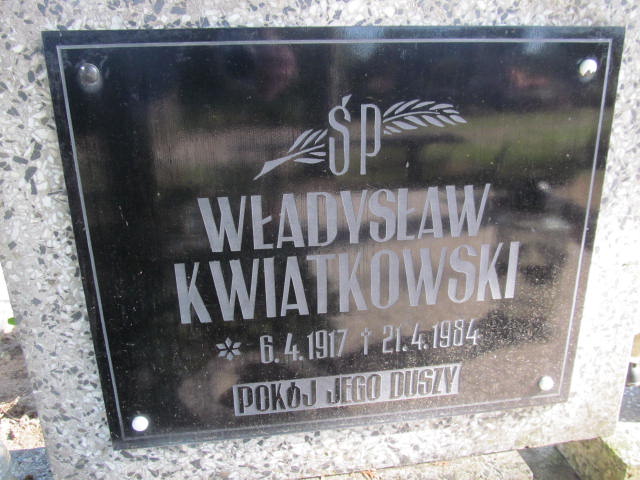 ŚP
WŁADYSŁAW
KWIATKOWSKI
* 6.4.1917 † 21.4.1984
POKÓJ JEGO DUSZY